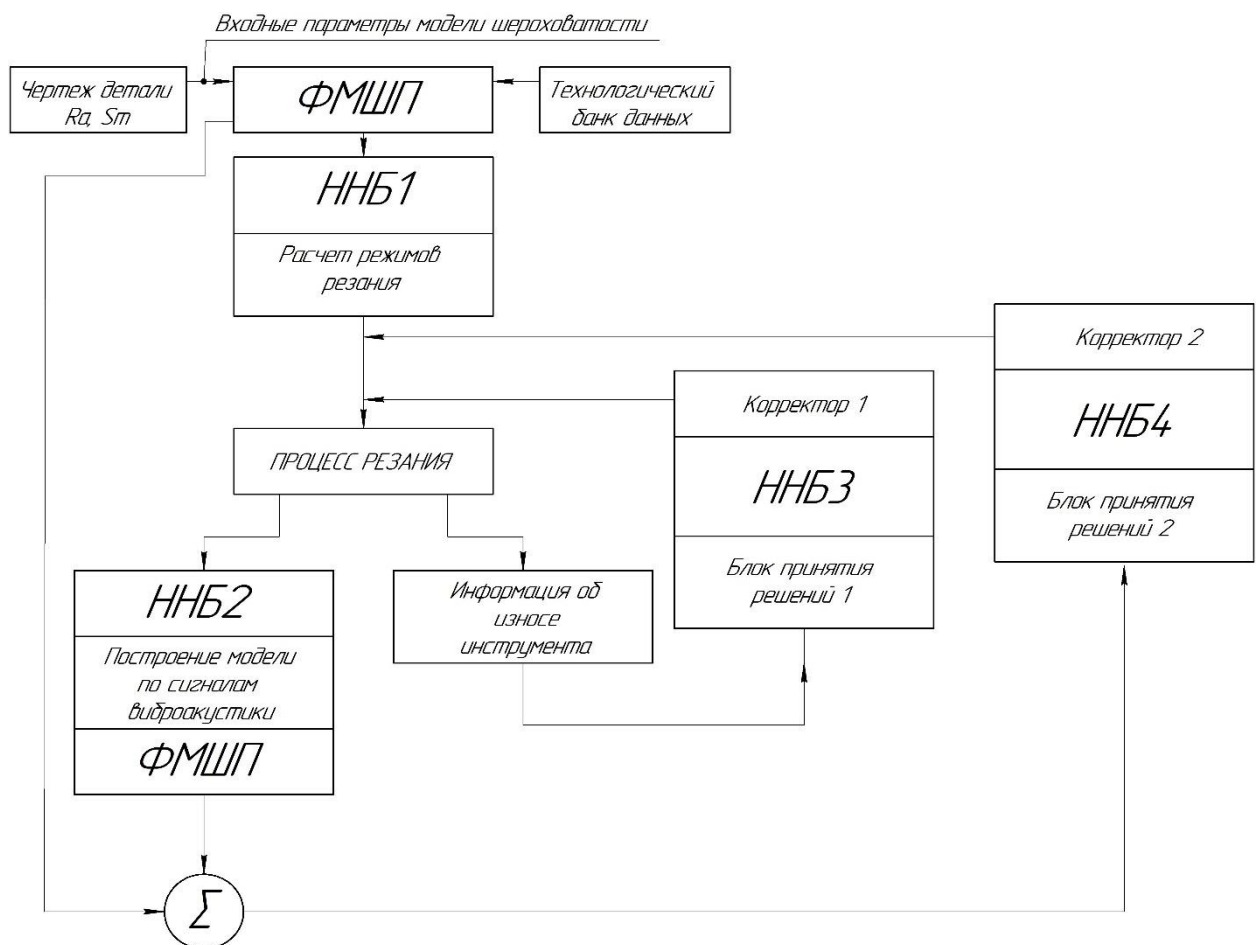 Входные параметры модели шероховатости
Чертеж детали
Ra, Sm
ФМШП
Технологический
банк данных
ННБ1
Расчет режимов
резания
Корректор 2
ННБ4
Блок принятия
решений 2
Корректор 1
ННБ3
Блок принятия
решений 1
ПРОЦЕСС РЕЗАНИЯ
ННБ2
Построение модели
по сигналам
виброакустики
ФМШП
Информация об
износе
инструмента
Σ